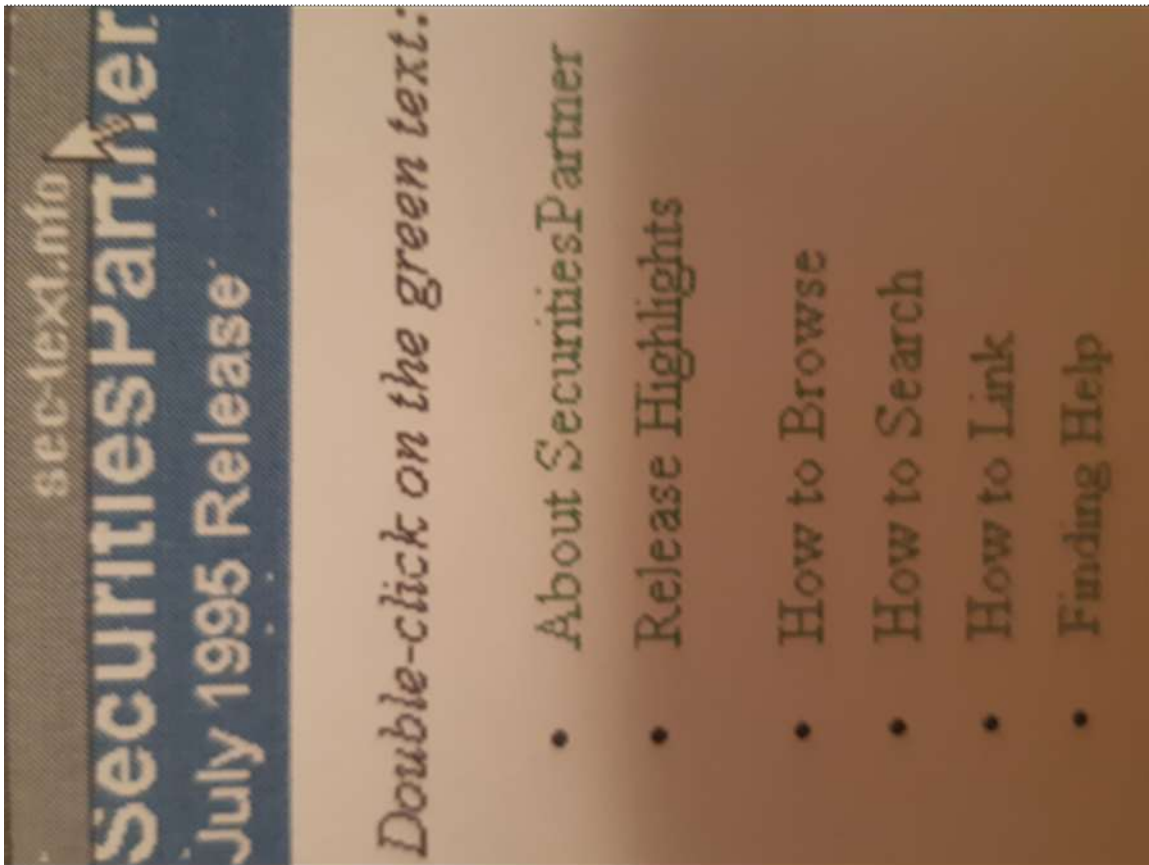 sec-text.nfo
SecuritiesPartner
July 1995 Release
Double-click on the green text:
• About SecuritiesPartner
• Release Highlights
• How to Browse
• How to Search
• How to Link
• Finding Help